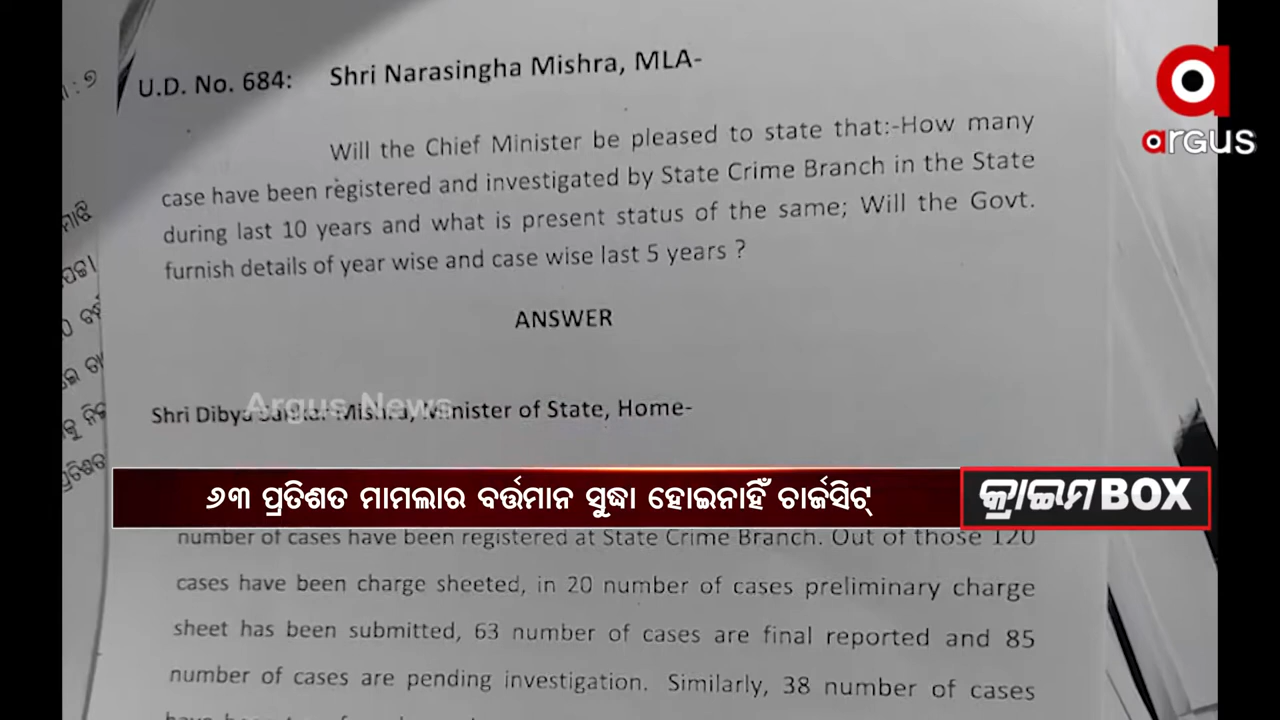 U.D. No. 684: Shri Narasingha Mishra, MLA-
Will the Chief Minister be pleased to state that:-How many
case have been registered and investigated by State Crime Branch in the State
during last 10 years and what is present status of the same; Will the Govt.
furnish details of year wise and case wise last 5 years ?
ANSWER
Argus News
Shri Dibya Mishra, Minister of State, Home-
୬୩ ପ୍ରତିଶତ ମାମଲାର ବର୍ତ୍ତମାନ ସୁଦ୍ଧା ହୋଇନାହିଁ ଚାର୍ଜସିଟ୍
କ୍ରାଇମ BOX
number of cases have been registered at State Crime Branch. Out of those 120
cases have been charge sheeted, in 20 number of cases preliminary charge
sheet has been submitted, 63 number of cases are final reported and 85
number of cases are pending investigation. Similarly, 38 number of cases
argus